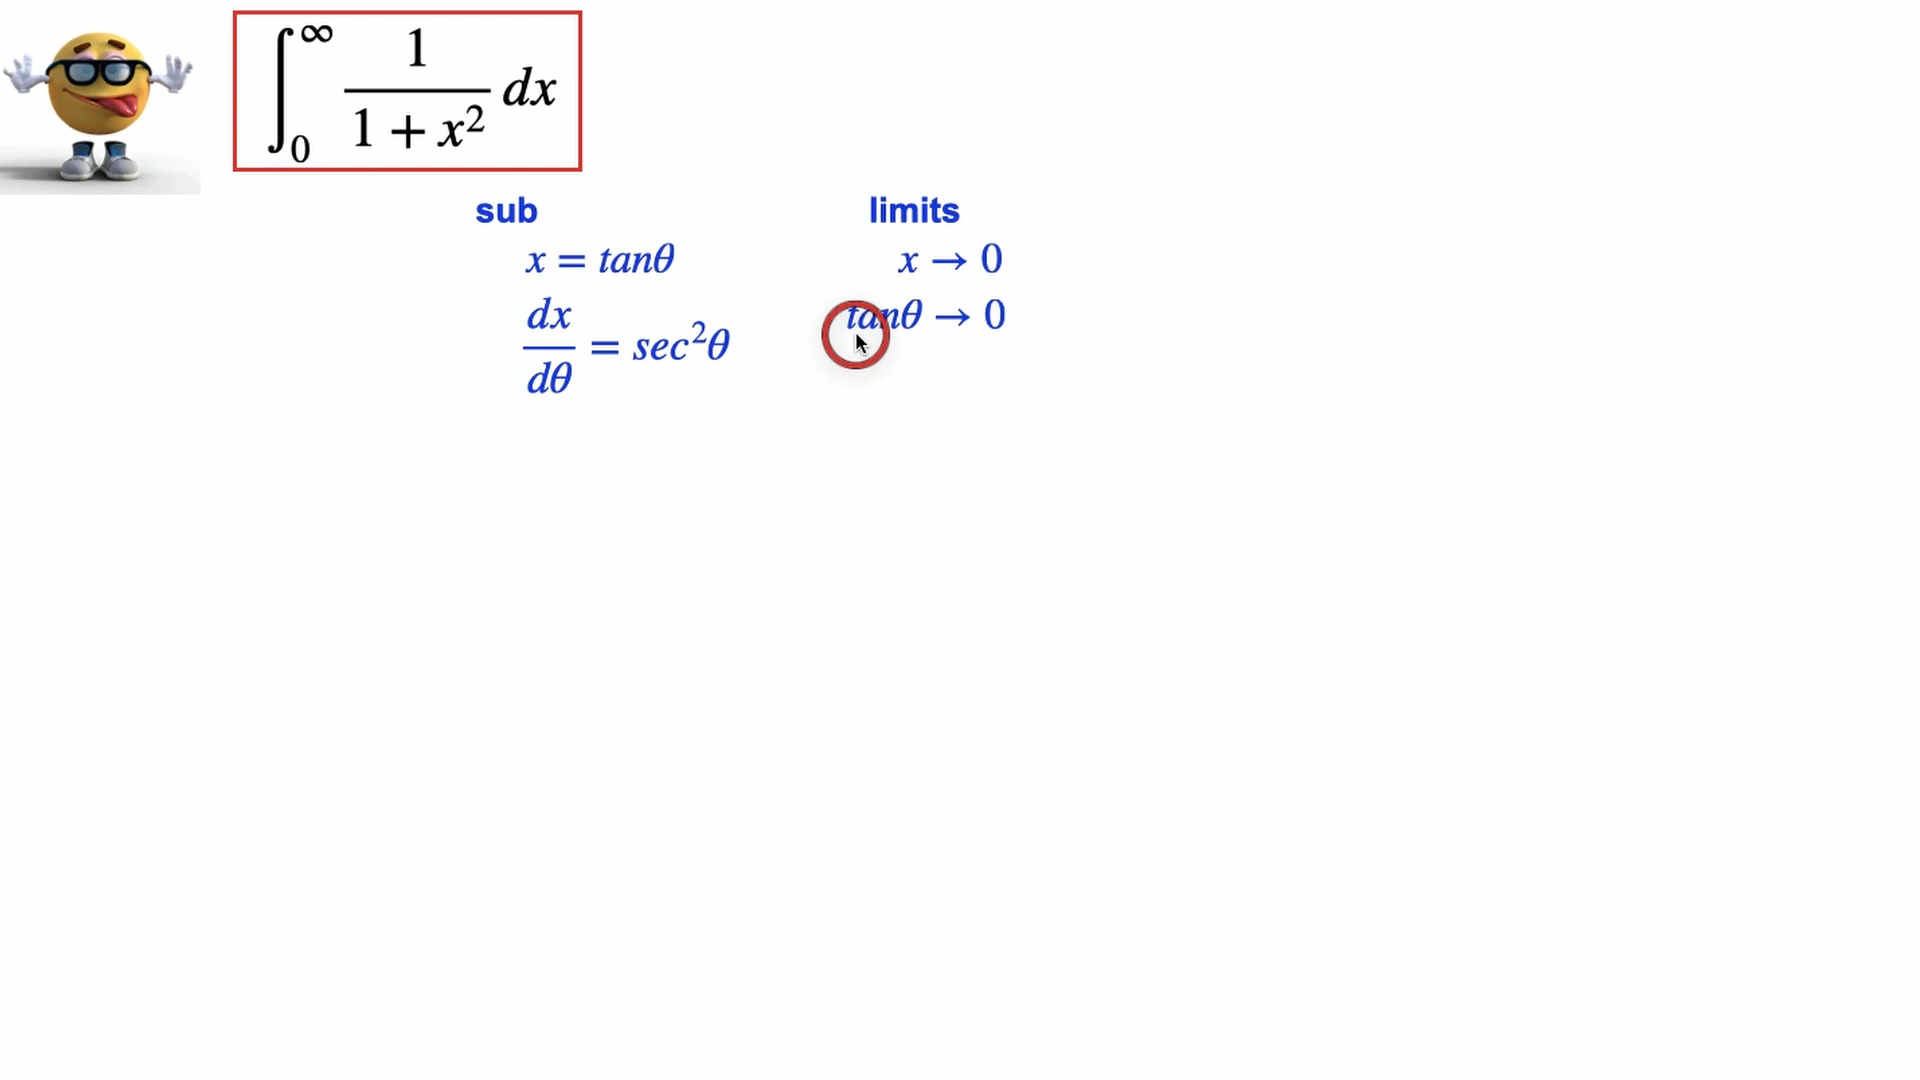 ∫₀^∞ 1/(1 + x²) dx
sub
limits
x = tanθ
x → 0
dx/dθ = sec²θ
tanθ → 0